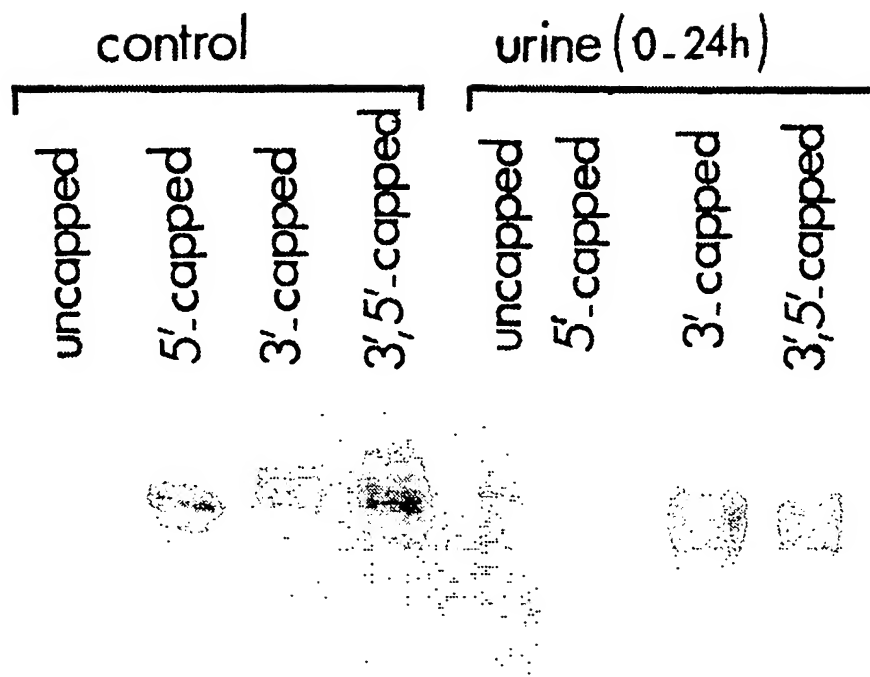 control
urine (0-24h)
uncapped
5'-capped
3'-capped
3',5'-capped
uncapped
5'-capped
3'-capped
3',5'-capped